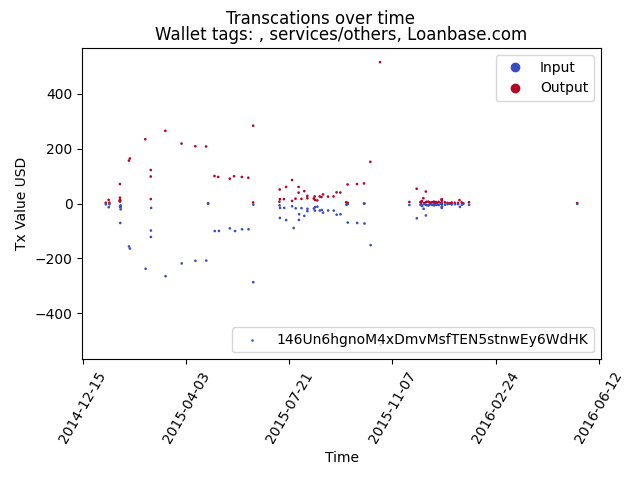 Transcations over time
Wallet tags: , services/others, Loanbase.com
Input
Output
Tx Value USD
400
200
0
−200
−400
146Un6hgnoM4xDmvMsfTEN5stnwEy6WdHK
2014-12-15
2015-04-03
2015-07-21
2015-11-07
2016-02-24
2016-06-12
Time